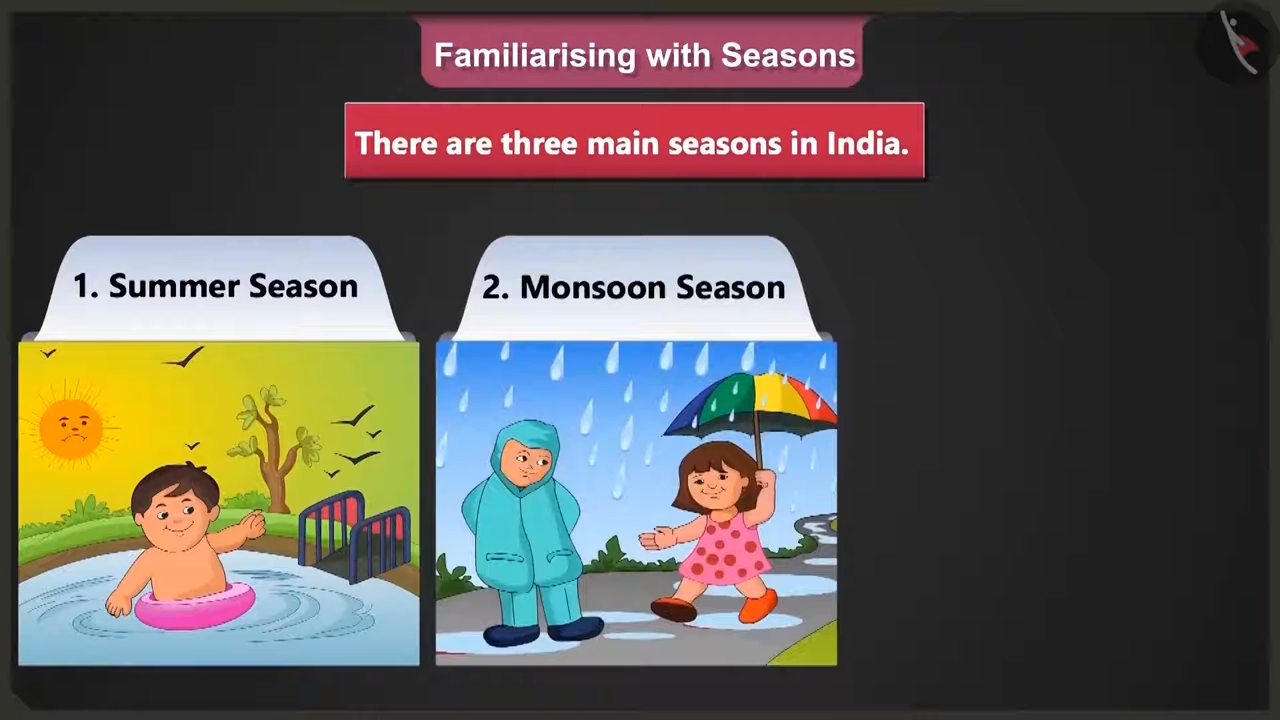 Familiarising with Seasons
There are three main seasons in India.
1. Summer Season
2. Monsoon Season